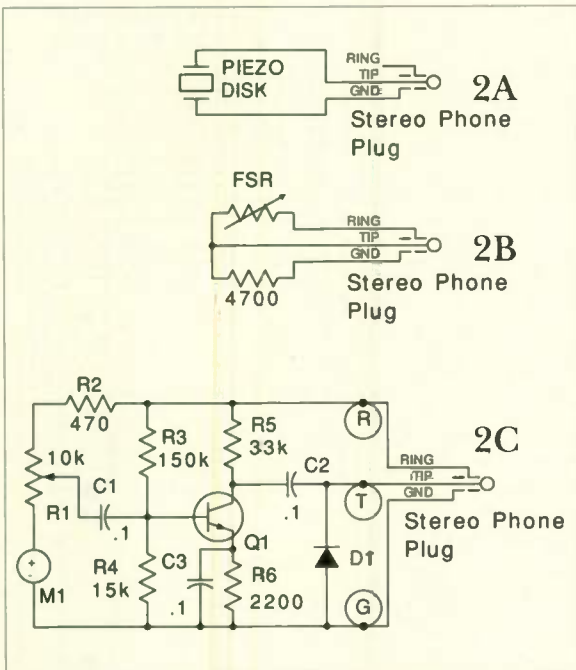 PIEZO
DISK
RING
TIP
GND
2A
Stereo Phone
Plug
FSR
4700
RING
TIP
GND
2B
Stereo Phone
Plug
R2
470
10k
R1
C1
.1
R3
150k
R4
15k
C3
.1
R5
33k
Q1
R6
2200
C2
.1
D1
M1
R
T
G
RING
TIP
GND
2C
Stereo Phone
Plug